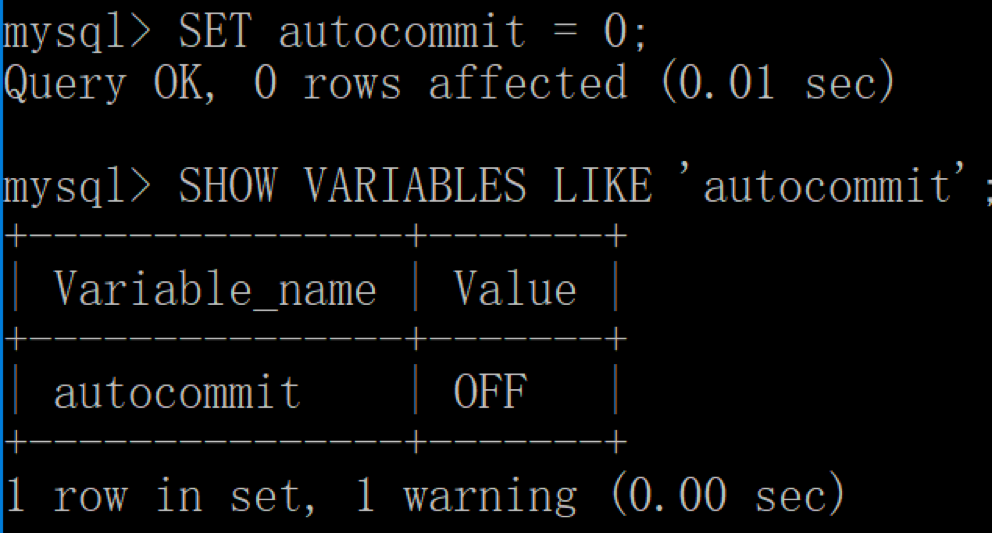 mysql> SET autocommit = 0;
Query OK, 0 rows affected (0.01 sec)
mysql> SHOW VARIABLES LIKE 'autocommit';
+---------------+-------+
| Variable_name | Value |
+---------------+-------+
| autocommit    | OFF   |
+---------------+-------+
1 row in set, 1 warning (0.00 sec)